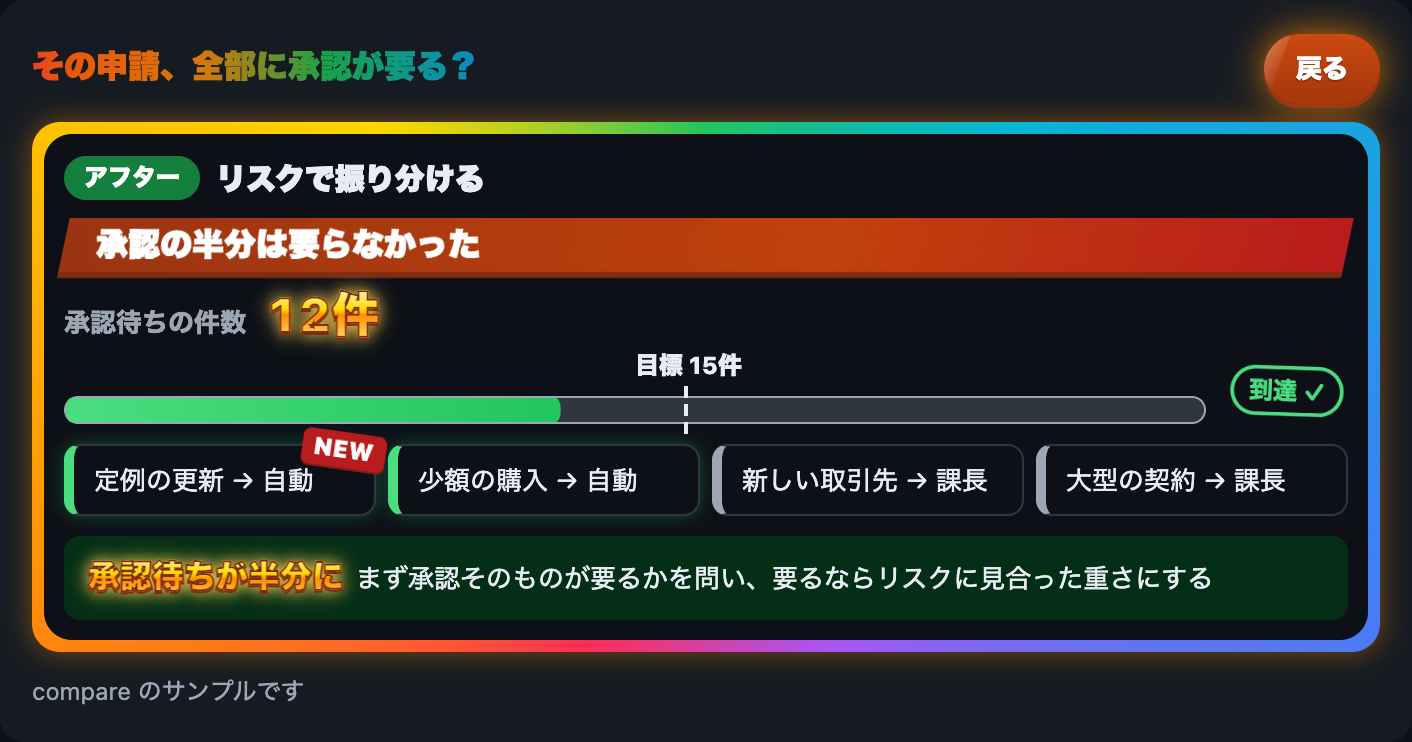 その申請、全部に承認が要る？
戻る
アフター リスクで振り分ける
承認の半分は要らなかった
承認待ちの件数 12件
目標 15件
到達 ✓
NEW
定例の更新 → 自動
少額の購入 → 自動
新しい取引先 → 課長
大型の契約 → 課長
承認待ちが半分に まず承認そのものが要るかを問い、要るならリスクに見合った重さにする
compare のサンプルです